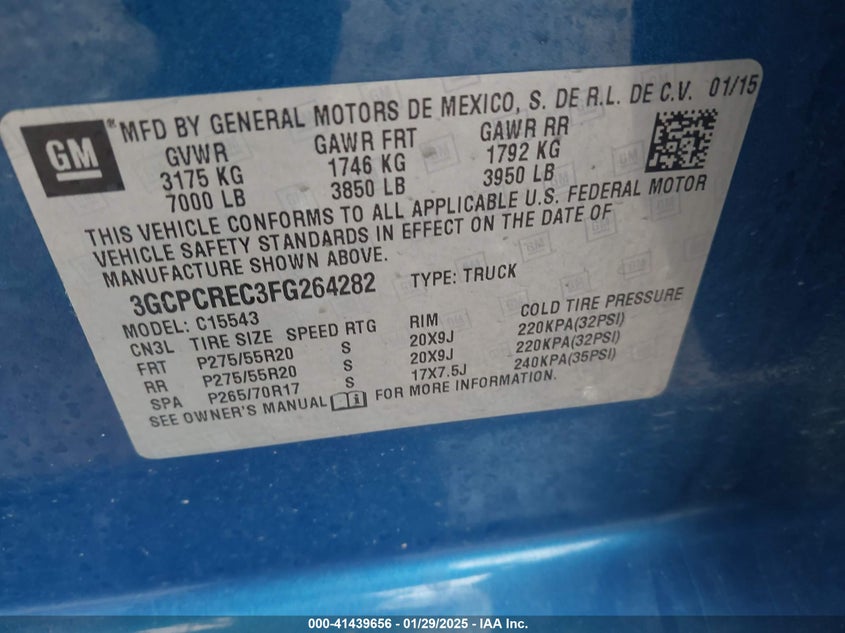 GM ® MFD BY GENERAL MOTORS DE MEXICO, S. DE R.L. DE C.V. 01/15
GVWR GAWR FRT GAWR RR
3175 KG 1746 KG 1792 KG
7000 LB 3850 LB 3950 LB
THIS VEHICLE CONFORMS TO ALL APPLICABLE U.S. FEDERAL MOTOR
VEHICLE SAFETY STANDARDS IN EFFECT ON THE DATE OF
MANUFACTURE SHOWN ABOVE.
3GCPCREC3FG264282 TYPE: TRUCK
MODEL: C15543
CN3L TIRE SIZE SPEED RTG RIM COLD TIRE PRESSURE
FRT P275/55R20 S 20X9J 220KPA(32PSI)
RR P275/55R20 S 20X9J 220KPA(32PSI)
SPA P265/70R17 S 17X7.5J 240KPA(35PSI)
SEE OWNER'S MANUAL FOR MORE INFORMATION.
000-41439656 - 01/29/2025 - IAA Inc.